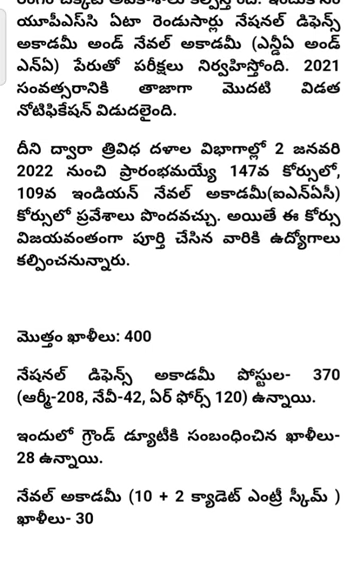 యూపీఎస్‌సి ఏటా రెండుసార్లు నేషనల్ డిఫెన్స్
అకాడమీ అండ్ నేవల్ అకాడమీ (ఎన్డీఏ అండ్
ఎన్ఏ) పేరుతో పరీక్షలు నిర్వహిస్తోంది. 2021
సంవత్సరానికి తాజాగా మొదటి విడత
నోటిఫికేషన్ విడుదలైంది.
దీని ద్వారా త్రివిధ దళాల విభాగాల్లో 2 జనవరి
2022 నుంచి ప్రారంభమయ్యే 147వ కోర్సులో,
109వ ఇండియన్ నేవల్ అకాడమీ(ఐఎన్ఏసీ)
కోర్సులో ప్రవేశాలు పొందవచ్చు. అయితే ఈ కోర్సు
విజయవంతంగా పూర్తి చేసిన వారికి ఉద్యోగాలు
కల్పించనున్నారు.
మొత్తం ఖాళీలు: 400
నేషనల్ డిఫెన్స్ అకాడమీ పోస్టుల- 370
(ఆర్మీ-208, నేవీ-42, ఏర్ ఫోర్స్ 120) ఉన్నాయి.
ఇందులో గ్రౌండ్ డ్యూటీకి సంబంధించిన ఖాళీలు-
28 ఉన్నాయి.
నేవల్ అకాడమీ (10 + 2 క్యాడెట్ ఎంట్రీ స్కీమ్ )
ఖాళీలు- 30